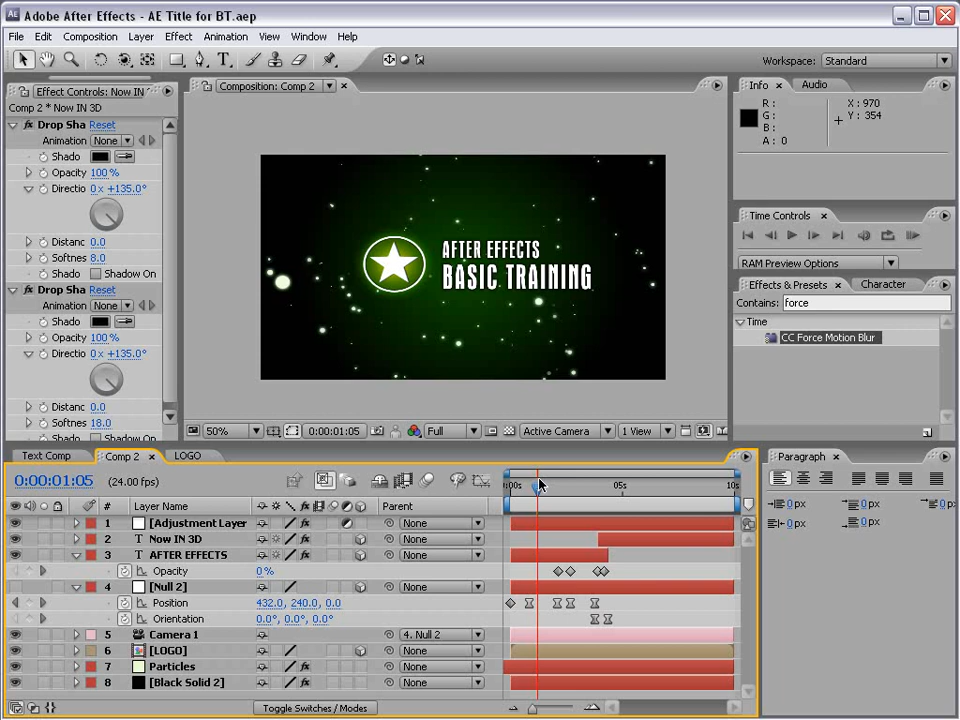 Adobe After Effects - AE Title for BT.aep
File Edit Composition Layer Effect Animation View Window Help
Workspace: Standard
Effect Controls: Now IN
Comp 2 * Now IN 3D
Drop Sha Reset
Animation None
Shado
Opacity 100%
Directio 0 x +135.0°
Distanc 0.0
Softnes 8.0
Shado Shadow On
Drop Sha Reset
Animation None
Shado
Opacity 100%
Directio 0 x +135.0°
Distanc 0.0
Softnes 18.0
Shado Shadow On
Composition: Comp 2
AFTER EFFECTS
BASIC TRAINING
50% 0:00:01:05 Full Active Camera 1 View
Info Audio
R : X : 970
G : Y : 354
B :
A : 0
Time Controls
RAM Preview Options
Effects & Presets Character
Contains: force
Time
CC Force Motion Blur
Text Comp Comp 2 LOGO
0:00:01:05 (24.00 fps)
:00s 05s 10s
# Layer Name Parent
1 [Adjustment Layer None
2 T Now IN 3D None
3 T AFTER EFFECTS None
Opacity 0%
4 [Null 2] None
Position 432.0, 240.0, 0.0
Orientation 0.0°, 0.0°, 0.0°
5 Camera 1 4. Null 2
6 [LOGO] None
7 Particles None
8 [Black Solid 2] None
Toggle Switches / Modes
Paragraph
0 px 0 px 0 px
0 px 0 px